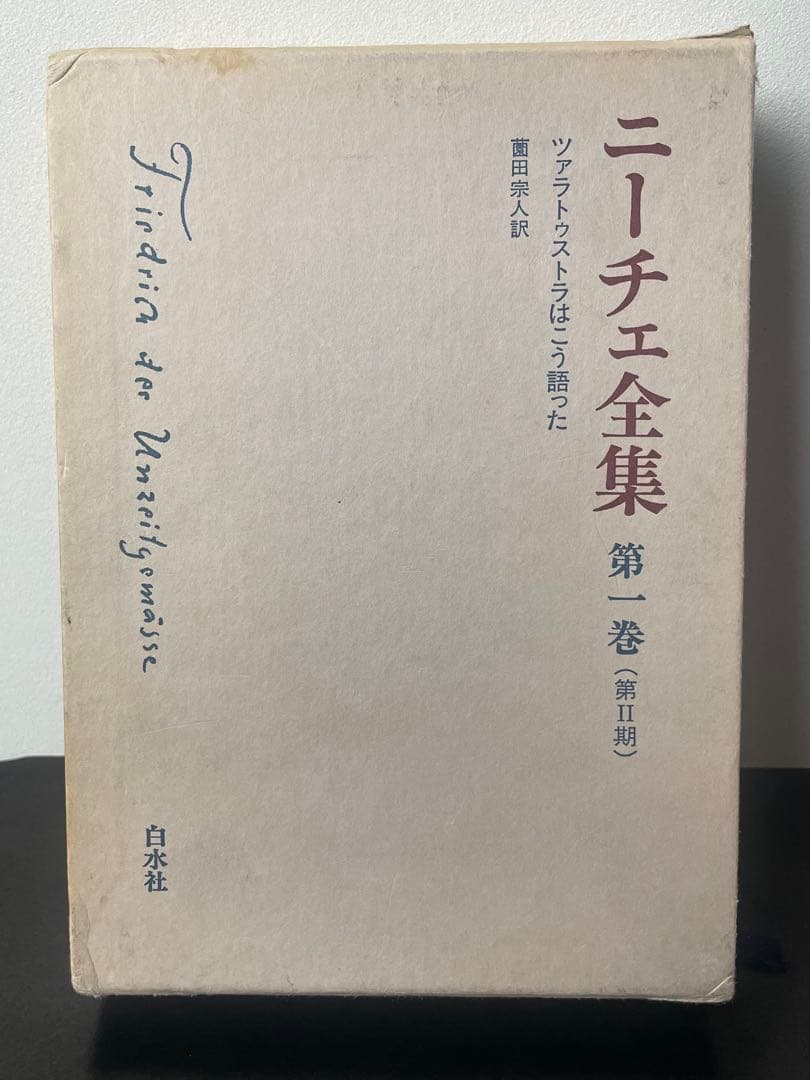 ニーチェ全集 第一巻(第II期)
ツァラトゥストラはこう語った
薗田宗人訳
Friedrich der Unzeitgemässe
白水社